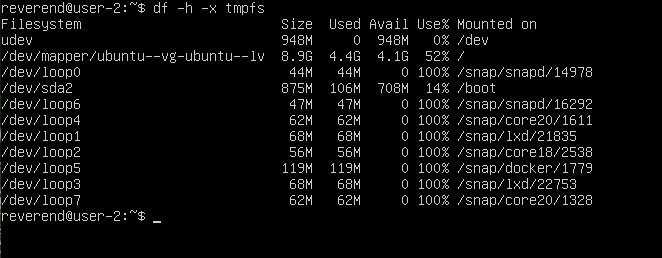 reverend@user-2:~$ df -h -x tmpfs
Filesystem                         Size  Used Avail Use% Mounted on
udev                               948M     0  948M   0% /dev
/dev/mapper/ubuntu--vg-ubuntu--lv  8.9G  4.4G  4.1G  52% /
/dev/loop0                          44M   44M     0 100% /snap/snapd/14978
/dev/sda2                          875M  106M  708M  14% /boot
/dev/loop6                          47M   47M     0 100% /snap/snapd/16292
/dev/loop4                          62M   62M     0 100% /snap/core20/1611
/dev/loop1                          68M   68M     0 100% /snap/lxd/21835
/dev/loop2                          56M   56M     0 100% /snap/core18/2538
/dev/loop5                         119M  119M     0 100% /snap/docker/1779
/dev/loop3                          68M   68M     0 100% /snap/lxd/22753
/dev/loop7                          62M   62M     0 100% /snap/core20/1328
reverend@user-2:~$ _